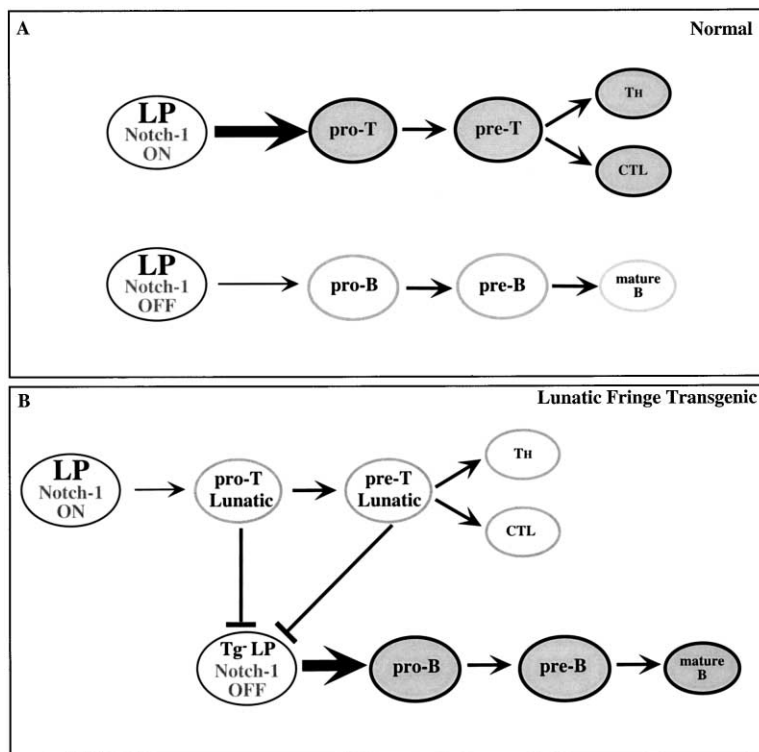 A
Normal
LP
Notch-1
ON
pro-T
pre-T
TH
CTL
LP
Notch-1
OFF
pro-B
pre-B
mature
B
B
Lunatic Fringe Transgenic
LP
Notch-1
ON
pro-T
Lunatic
pre-T
Lunatic
TH
CTL
Tg- LP
Notch-1
OFF
pro-B
pre-B
mature
B